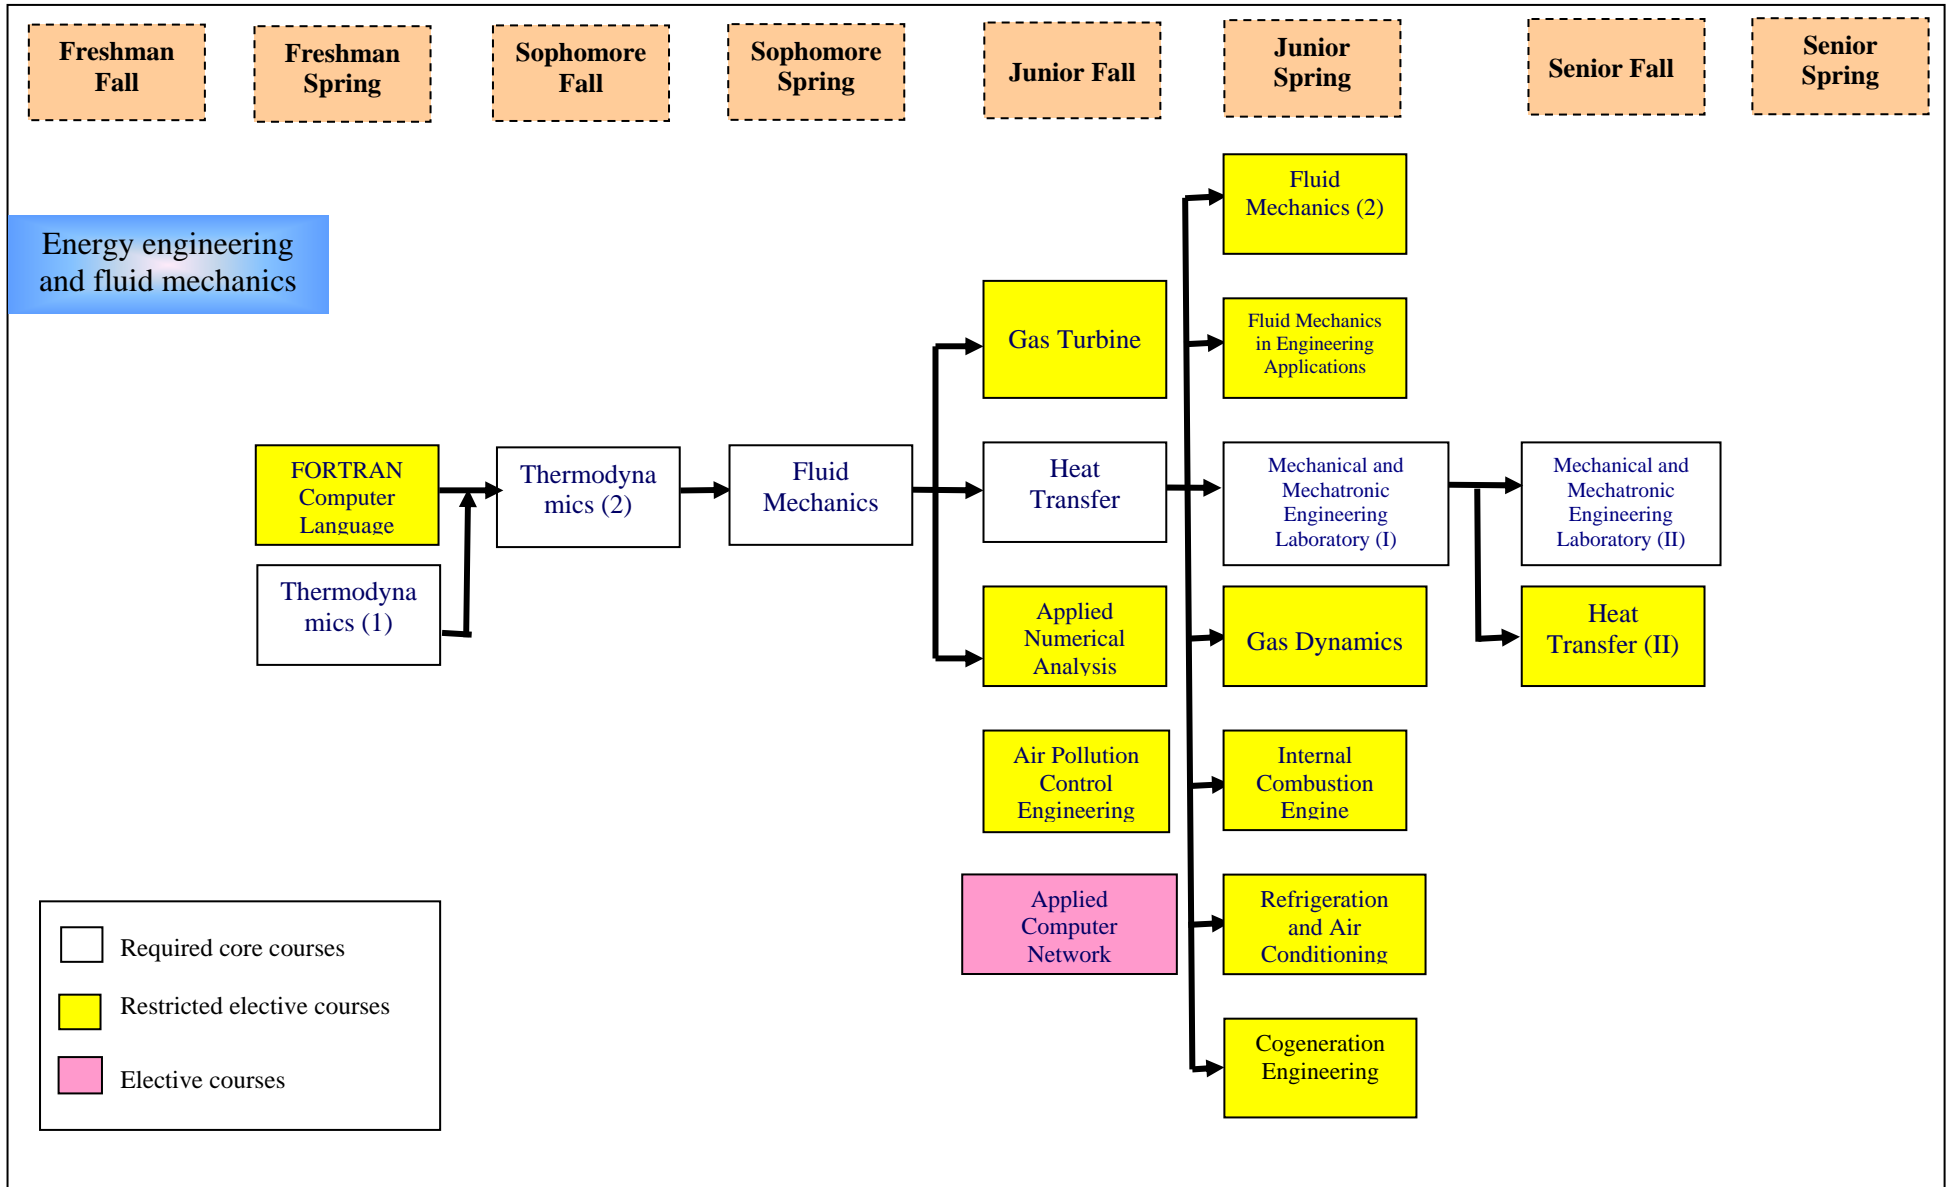 Freshman
Fall
Freshman
Spring
Sophomore
Fall
Sophomore
Spring
Junior Fall
Junior
Spring
Senior Fall
Senior
Spring
Energy engineering
and fluid mechanics
FORTRAN
Computer
Language
Thermodyna
mics (1)
Thermodyna
mics (2)
Fluid
Mechanics
Gas Turbine
Heat
Transfer
Applied
Numerical
Analysis
Air Pollution
Control
Engineering
Applied
Computer
Network
Fluid
Mechanics (2)
Fluid Mechanics
in Engineering
Applications
Mechanical and
Mechatronic
Engineering
Laboratory (I)
Gas Dynamics
Internal
Combustion
Engine
Refrigeration
and Air
Conditioning
Cogeneration
Engineering
Mechanical and
Mechatronic
Engineering
Laboratory (II)
Heat
Transfer (II)
Required core courses
Restricted elective courses
Elective courses